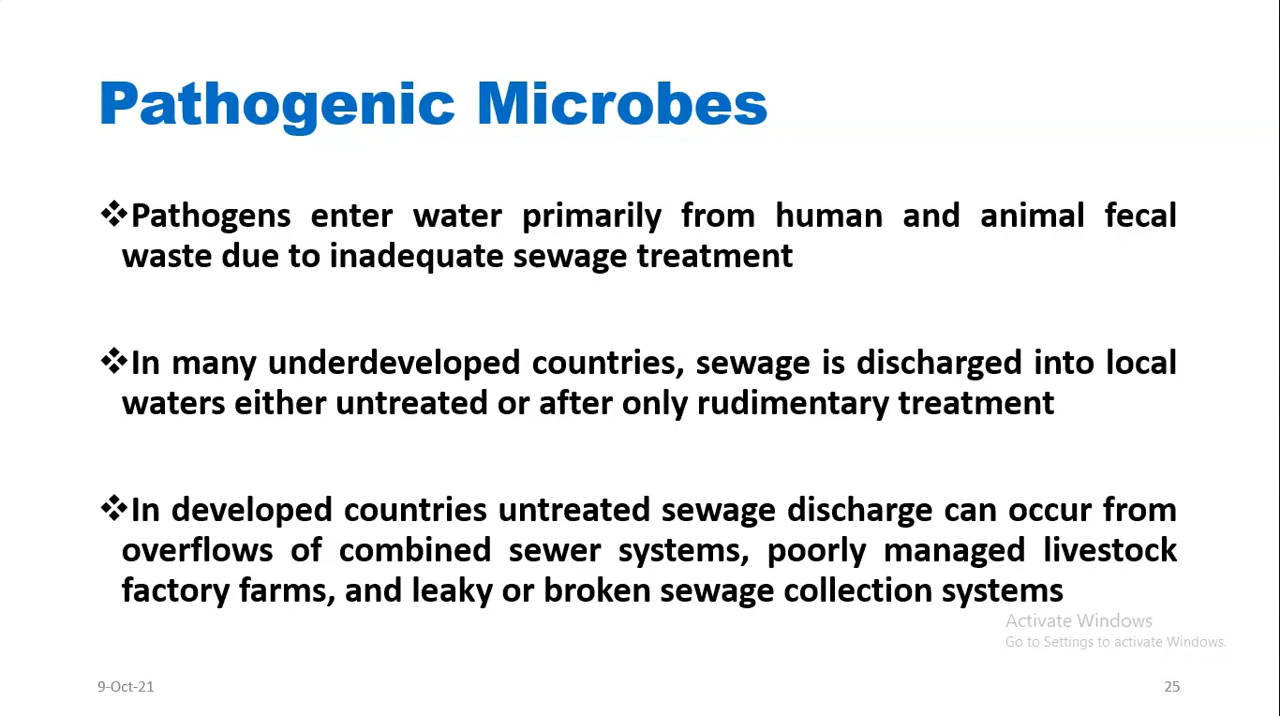 Pathogenic Microbes
❖Pathogens enter water primarily from human and animal fecal
waste due to inadequate sewage treatment
❖In many underdeveloped countries, sewage is discharged into local
waters either untreated or after only rudimentary treatment
❖In developed countries untreated sewage discharge can occur from
overflows of combined sewer systems, poorly managed livestock
factory farms, and leaky or broken sewage collection systems
Activate Windows
Go to Settings to activate Windows.
9-Oct-21
25